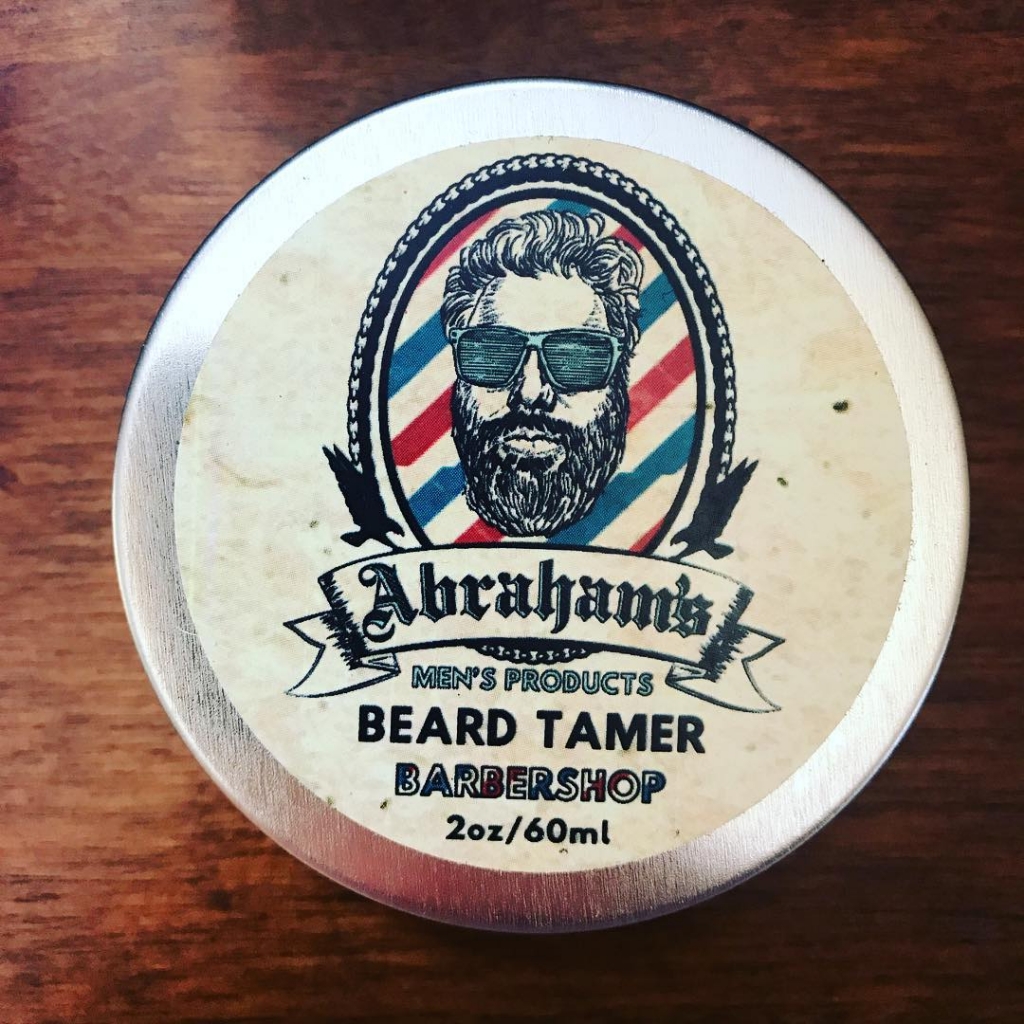 Abraham's
MEN'S PRODUCTS
BEARD TAMER
BARBERSHOP
2oz/60ml